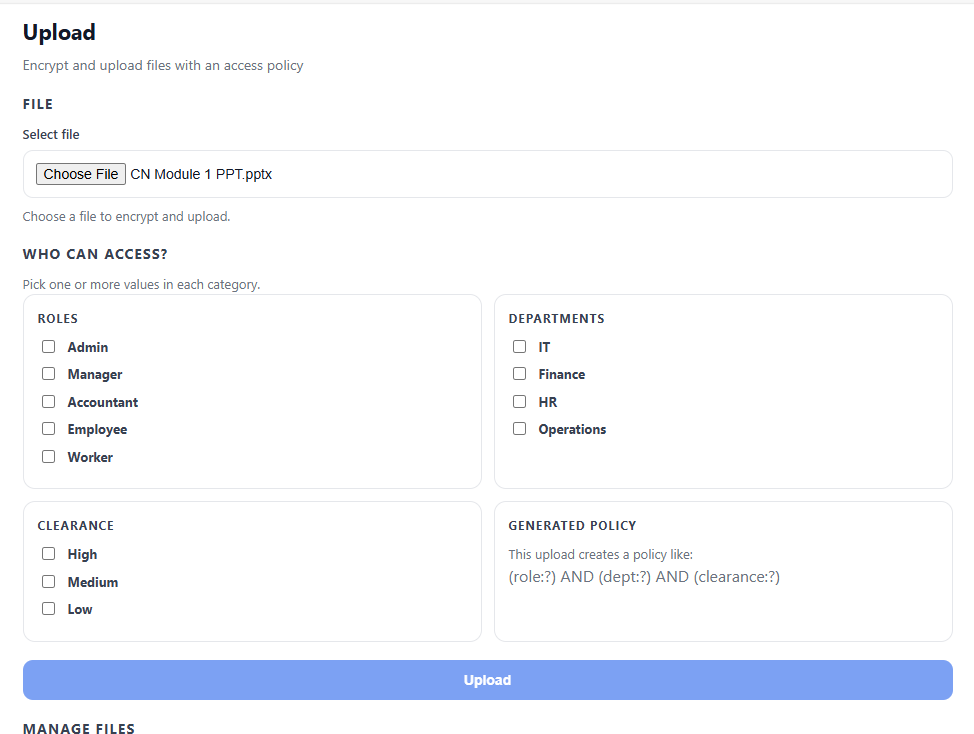 Upload
Encrypt and upload files with an access policy
FILE
Select file
Choose File CN Module 1 PPT.pptx
Choose a file to encrypt and upload.
WHO CAN ACCESS?
Pick one or more values in each category.
ROLES
Admin
Manager
Accountant
Employee
Worker
DEPARTMENTS
IT
Finance
HR
Operations
CLEARANCE
High
Medium
Low
GENERATED POLICY
This upload creates a policy like:
(role:?) AND (dept:?) AND (clearance:?)
Upload
MANAGE FILES